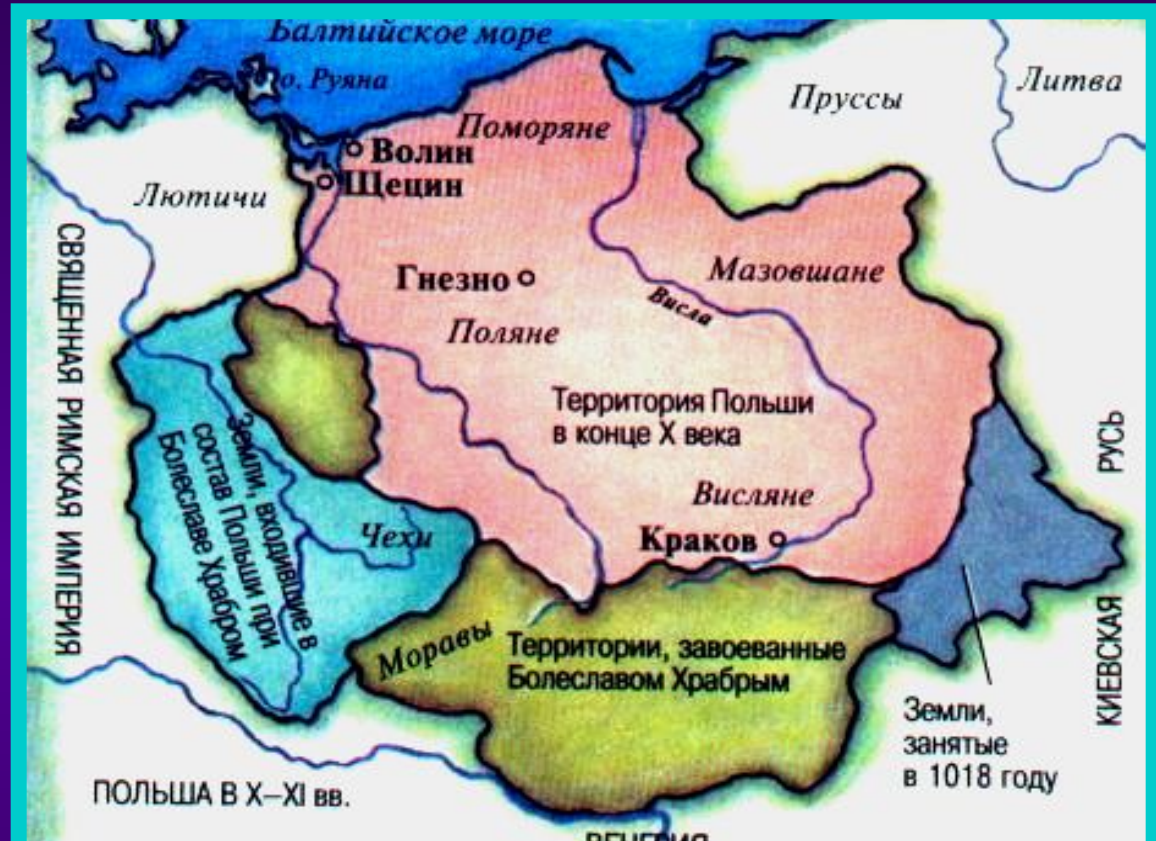 Балтийское море
о. Руяна
Литва
Пруссы
Поморяне
Волин
Щецин
Лютичи
СВЯЩЕННАЯ РИМСКАЯ ИМПЕРИЯ
Гнезно
Мазовшане
Висла
Поляне
Территория Польши
в конце X века
Земли, входившие в
состав Польши при
Болеславе Храбром
Чехи
Висляне
Краков
КИЕВСКАЯ РУСЬ
Моравы
Территории, завоеванные
Болеславом Храбрым
Земли,
занятые
в 1018 году
ПОЛЬША В X–XI вв.